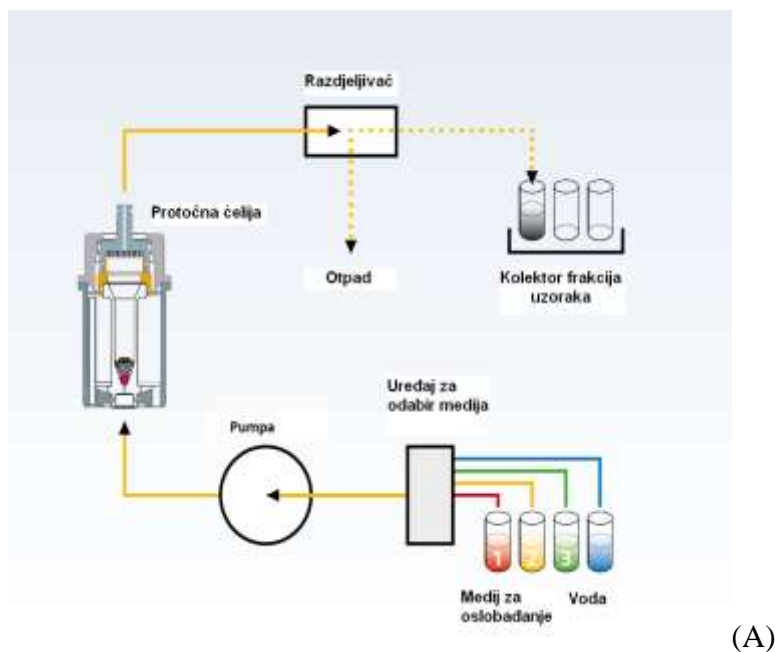 Razdjeljivač
Protočna ćelija
Otpad
Kolektor frakcija
uzoraka
Uređaj za
odabir medija
Pumpa
1 2 3
Medij za
oslobađanje
Voda
(A)